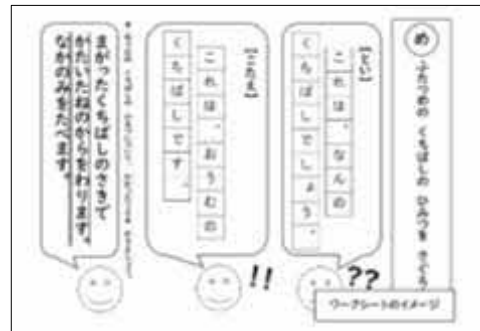 め
ふたつめの くちばしの ひみつを さぐろう
【とい】
これは、なんの
くちばしでしょう。
??
【こたえ】
これは、おうむの
くちばしです。
!!
まがったくちばしのさきで
かたいたねのからをわります。
なかのみをたべます。
ワークシートのイメージ